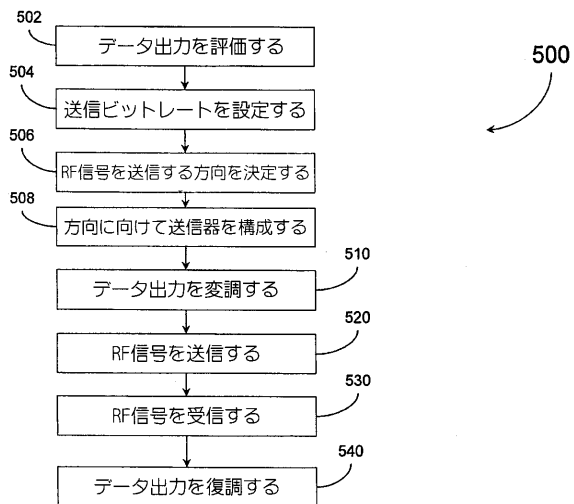 502
データ出力を評価する
500
504
送信ビットレートを設定する
506
RF信号を送信する方向を決定する
508
方向に向けて送信器を構成する
510
データ出力を変調する
520
RF信号を送信する
530
RF信号を受信する
540
データ出力を復調する